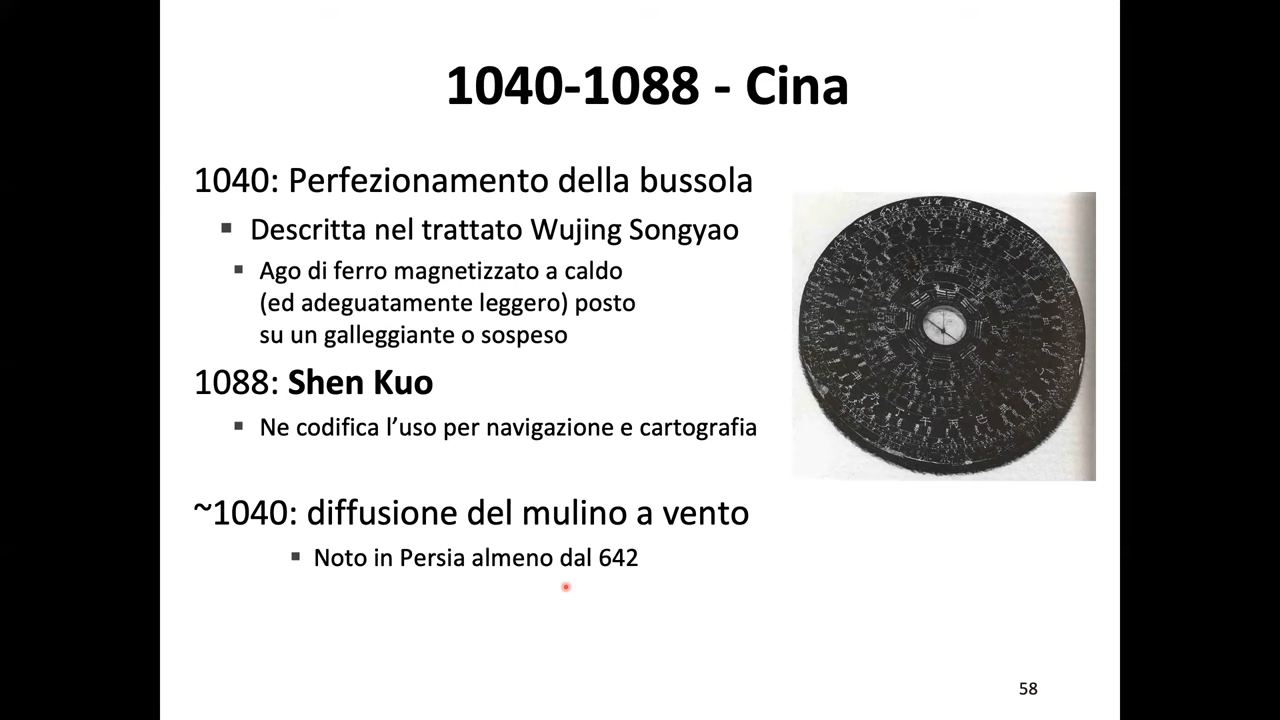 1040-1088 - Cina
1040: Perfezionamento della bussola
▪ Descritta nel trattato Wujing Songyao
▪ Ago di ferro magnetizzato a caldo
(ed adeguatamente leggero) posto
su un galleggiante o sospeso
1088: Shen Kuo
▪ Ne codifica l’uso per navigazione e cartografia
~1040: diffusione del mulino a vento
▪ Noto in Persia almeno dal 642
58